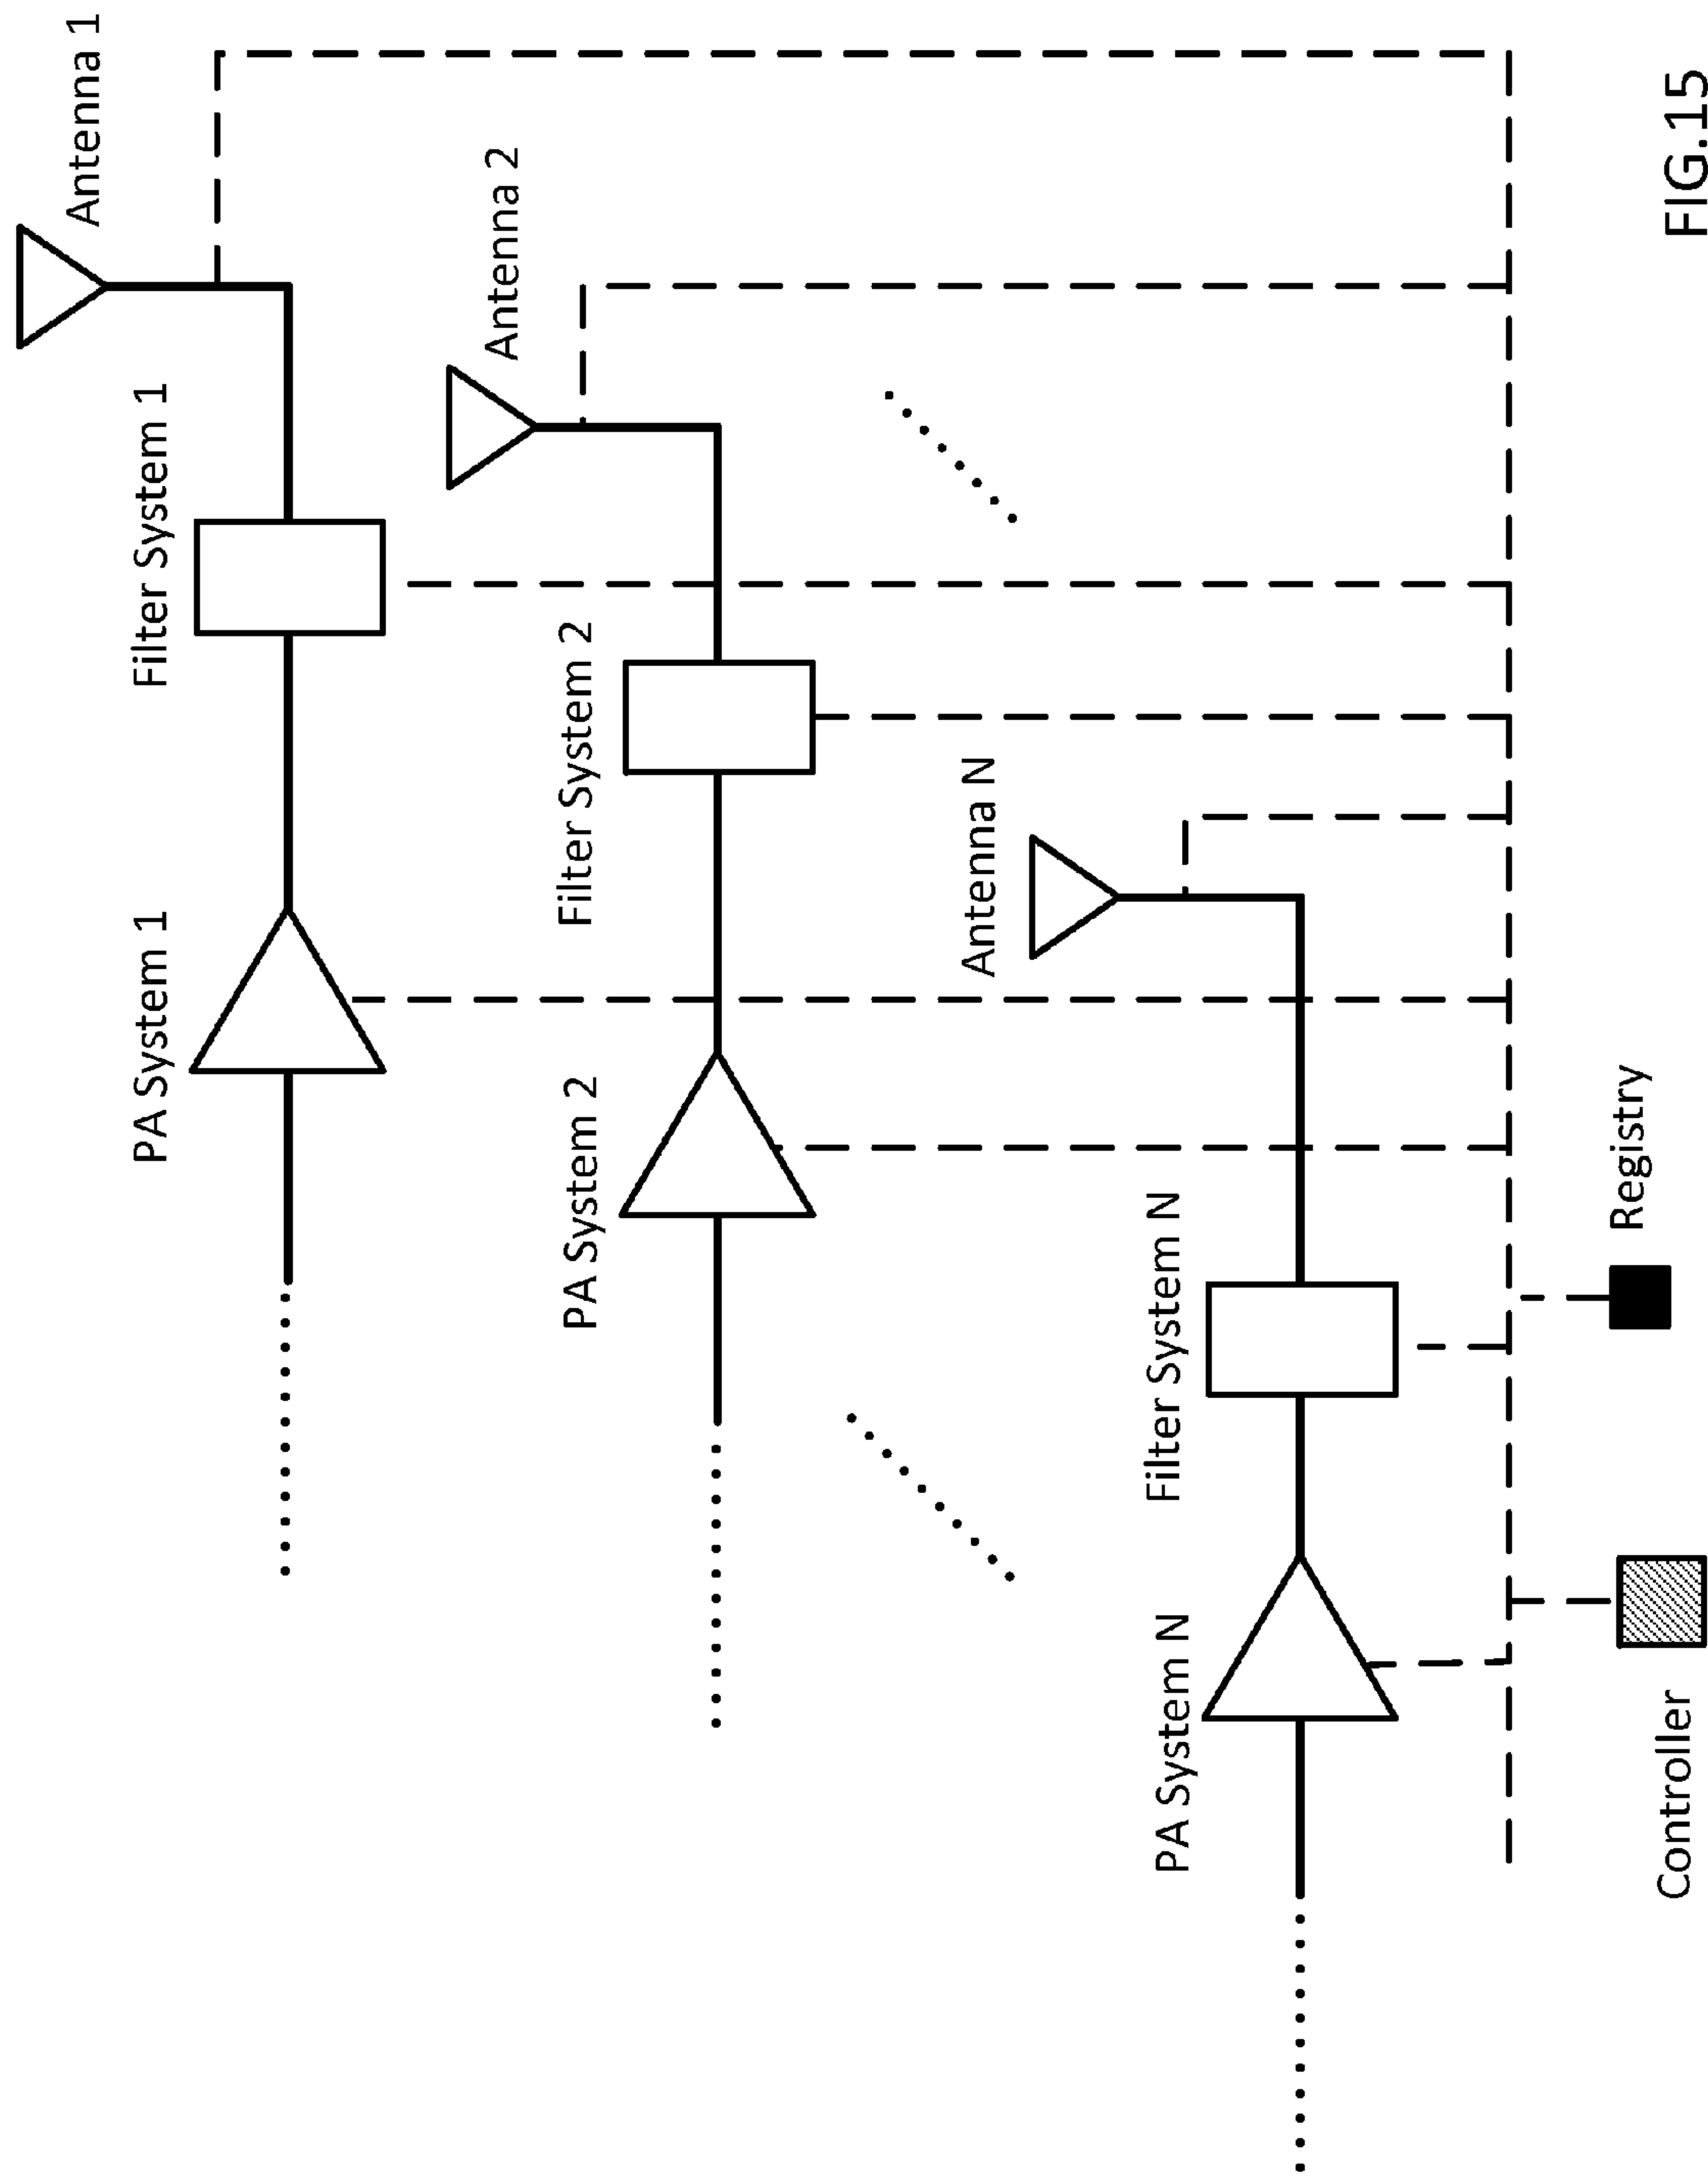 Antenna 1
Filter System 1
PA System 1
Antenna 2
Filter System 2
PA System 2
Antenna N
Filter System N
PA System N
Registry
Controller
FIG.15